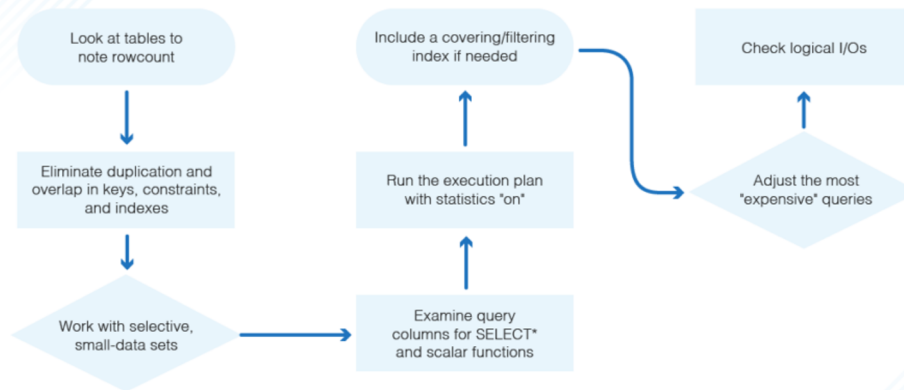 Look at tables to
note rowcount
Eliminate duplication and
overlap in keys, constraints,
and indexes
Work with selective,
small-data sets
Examine query
columns for SELECT*
and scalar functions
Run the execution plan
with statistics "on"
Include a covering/filtering
index if needed
Adjust the most
"expensive" queries
Check logical I/Os